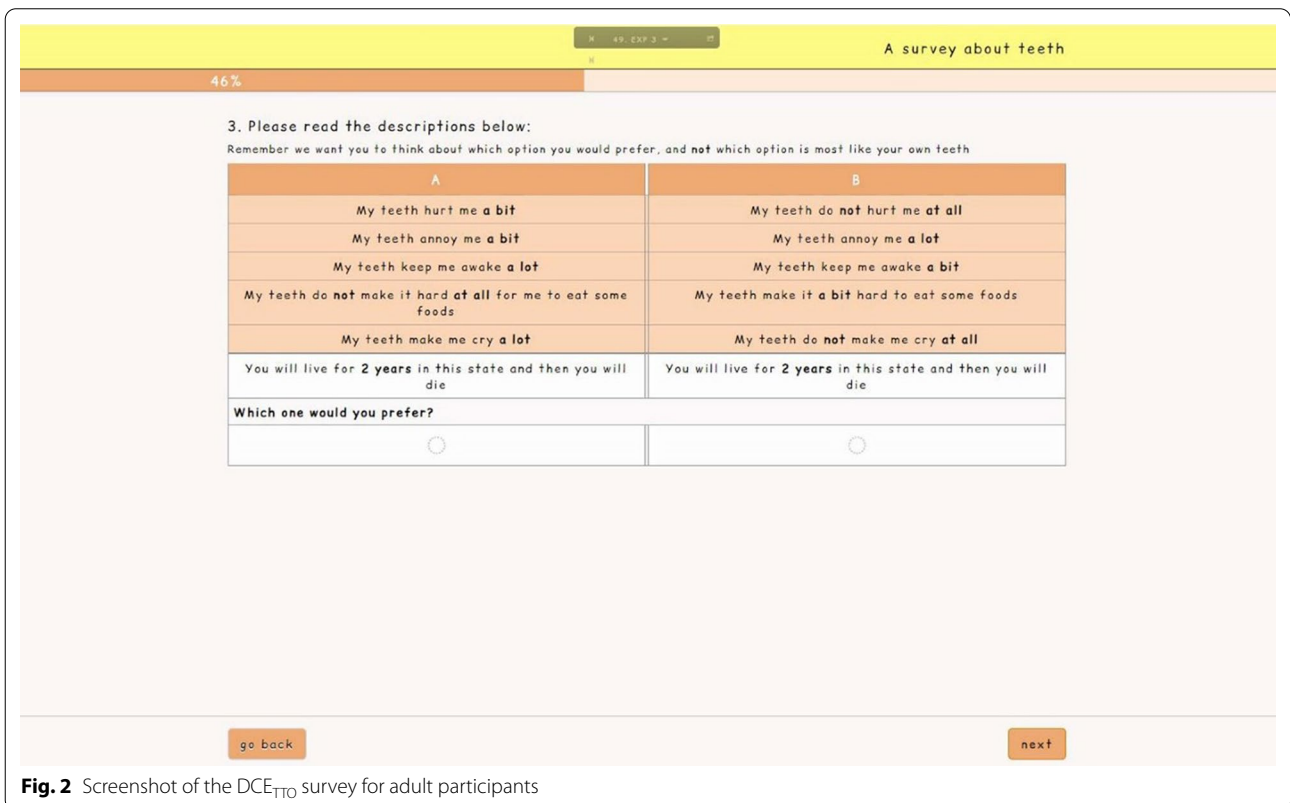 49. EXP 3
A survey about teeth
46%
3. Please read the descriptions below:
Remember we want you to think about which option you would prefer, and not which option is most like your own teeth
A B
My teeth hurt me a bit My teeth do not hurt me at all
My teeth annoy me a bit My teeth annoy me a lot
My teeth keep me awake a lot My teeth keep me awake a bit
My teeth do not make it hard at all for me to eat some My teeth make it a bit hard to eat some foods
foods
My teeth make me cry a lot My teeth do not make me cry at all
You will live for 2 years in this state and then you will You will live for 2 years in this state and then you will
die die
Which one would you prefer?
go back next
Fig. 2 Screenshot of the DCETTO survey for adult participants